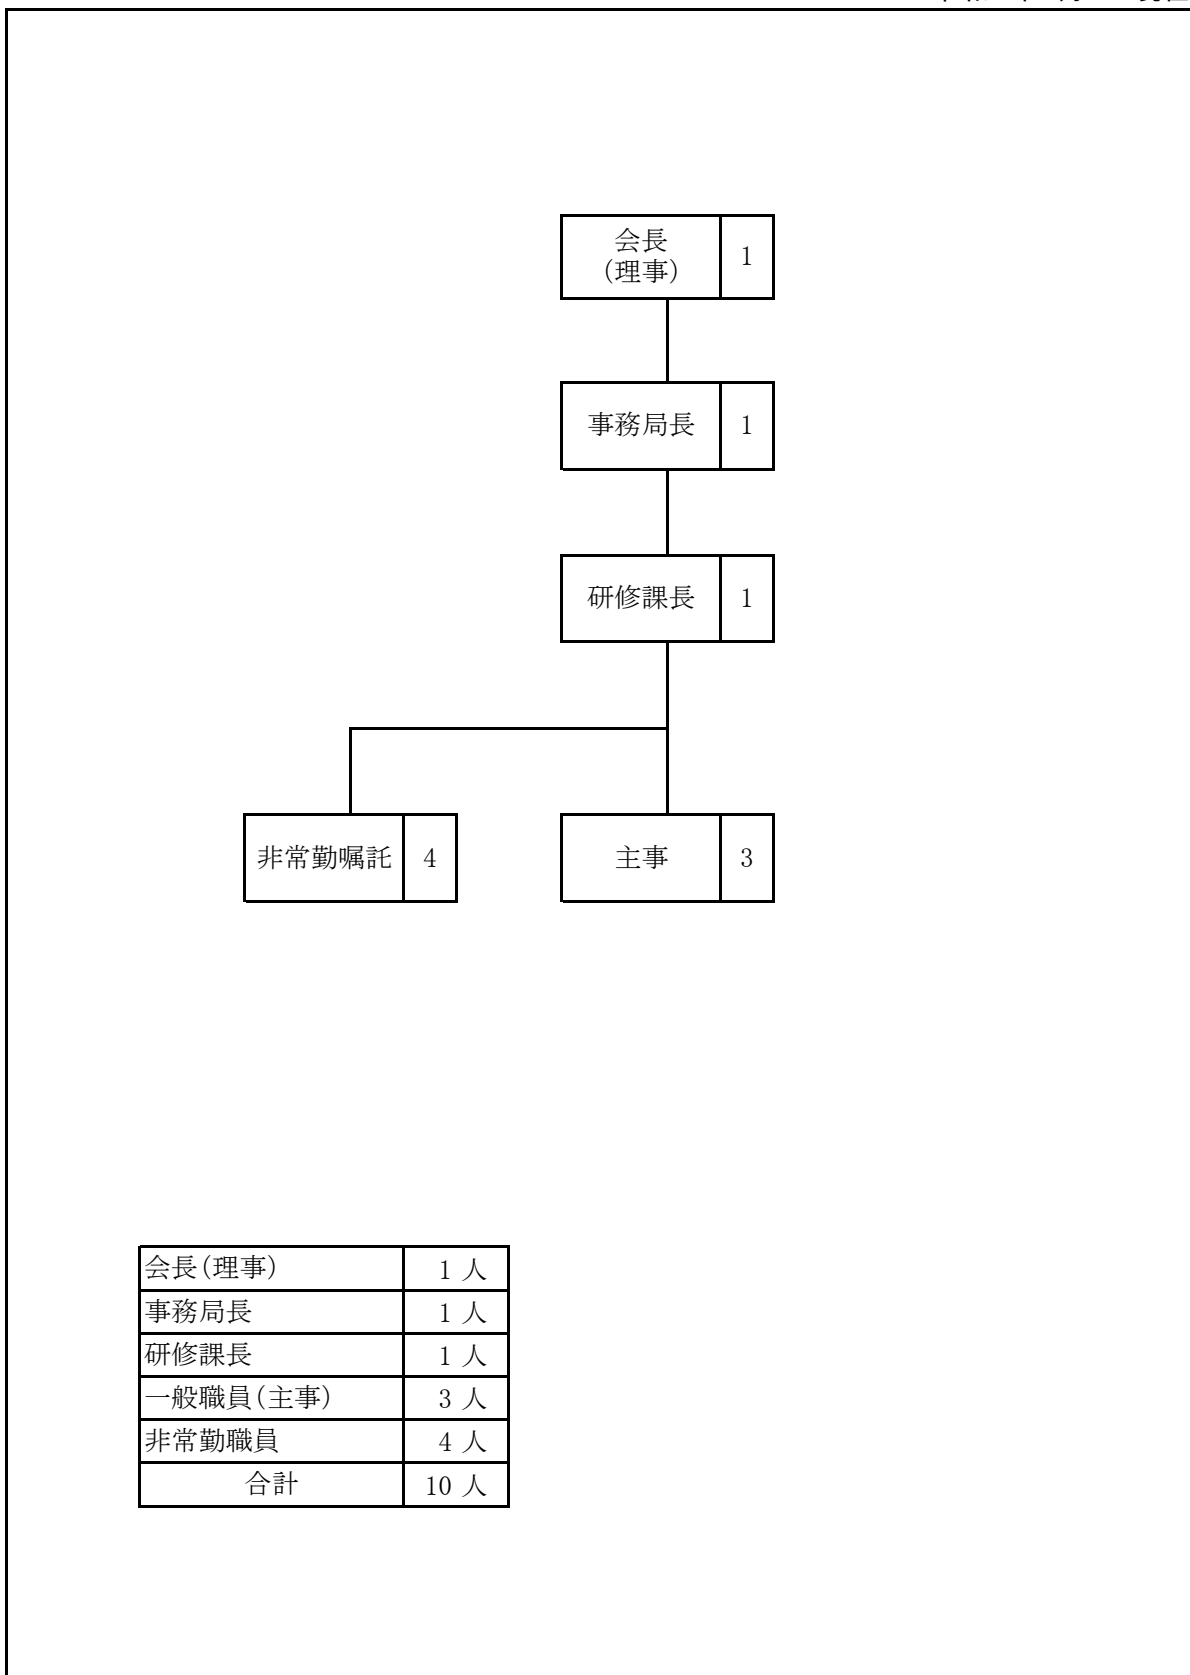 会長
(理事)
1
事務局長
1
研修課長
1
非常勤嘱託
4
主事
3
会長(理事)
1 人
事務局長
1 人
研修課長
1 人
一般職員(主事)
3 人
非常勤職員
4 人
合計
10 人